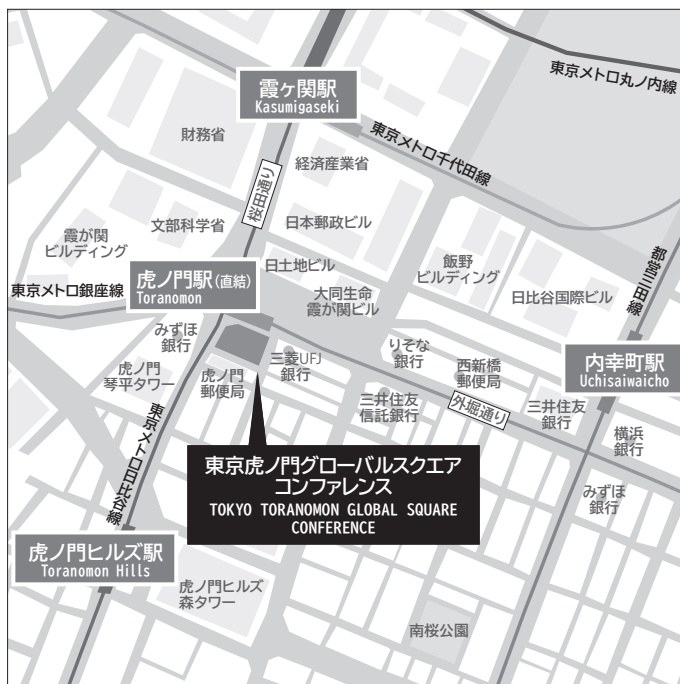 東京メトロ丸ノ内線
霞ヶ関駅
Kasumigaseki
財務省
東京メトロ千代田線
経済産業省
桜田通り
文部科学省
日本郵政ビル
霞が関
ビルディング
飯野
ビルディング
都営三田線
日土地ビル
虎ノ門駅(直結)
Toranomon
東京メトロ銀座線
大同生命
霞が関ビル
日比谷国際ビル
みずほ
銀行
りそな
銀行
内幸町駅
Uchisaiwaicho
三菱UFJ
銀行
西新橋
郵便局
虎ノ門
琴平タワー
虎ノ門
郵便局
三井住友
信託銀行
外堀通り
三井住友
銀行
横浜
銀行
東京メトロ日比谷線
東京虎ノ門グローバルスクエア
コンファレンス
TOKYO TORANOMON GLOBAL SQUARE
CONFERENCE
みずほ
銀行
虎ノ門ヒルズ駅
Toranomon Hills
虎ノ門ヒルズ
森タワー
南桜公園